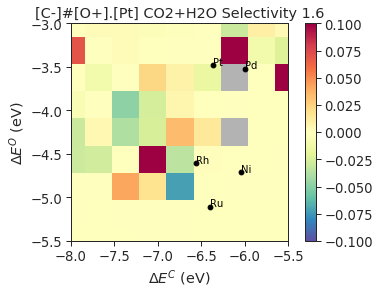 [C-]#[O+].[Pt] CO2+H2O Selectivity 1.6
−3.0
−3.5
−4.0
−4.5
−5.0
−5.5
ΔE^O (eV)
Pt
Pd
Rh
Ni
Ru
−8.0 −7.5 −7.0 −6.5 −6.0 −5.5
ΔE^C (eV)
0.100
0.075
0.050
0.025
0.000
−0.025
−0.050
−0.075
−0.100